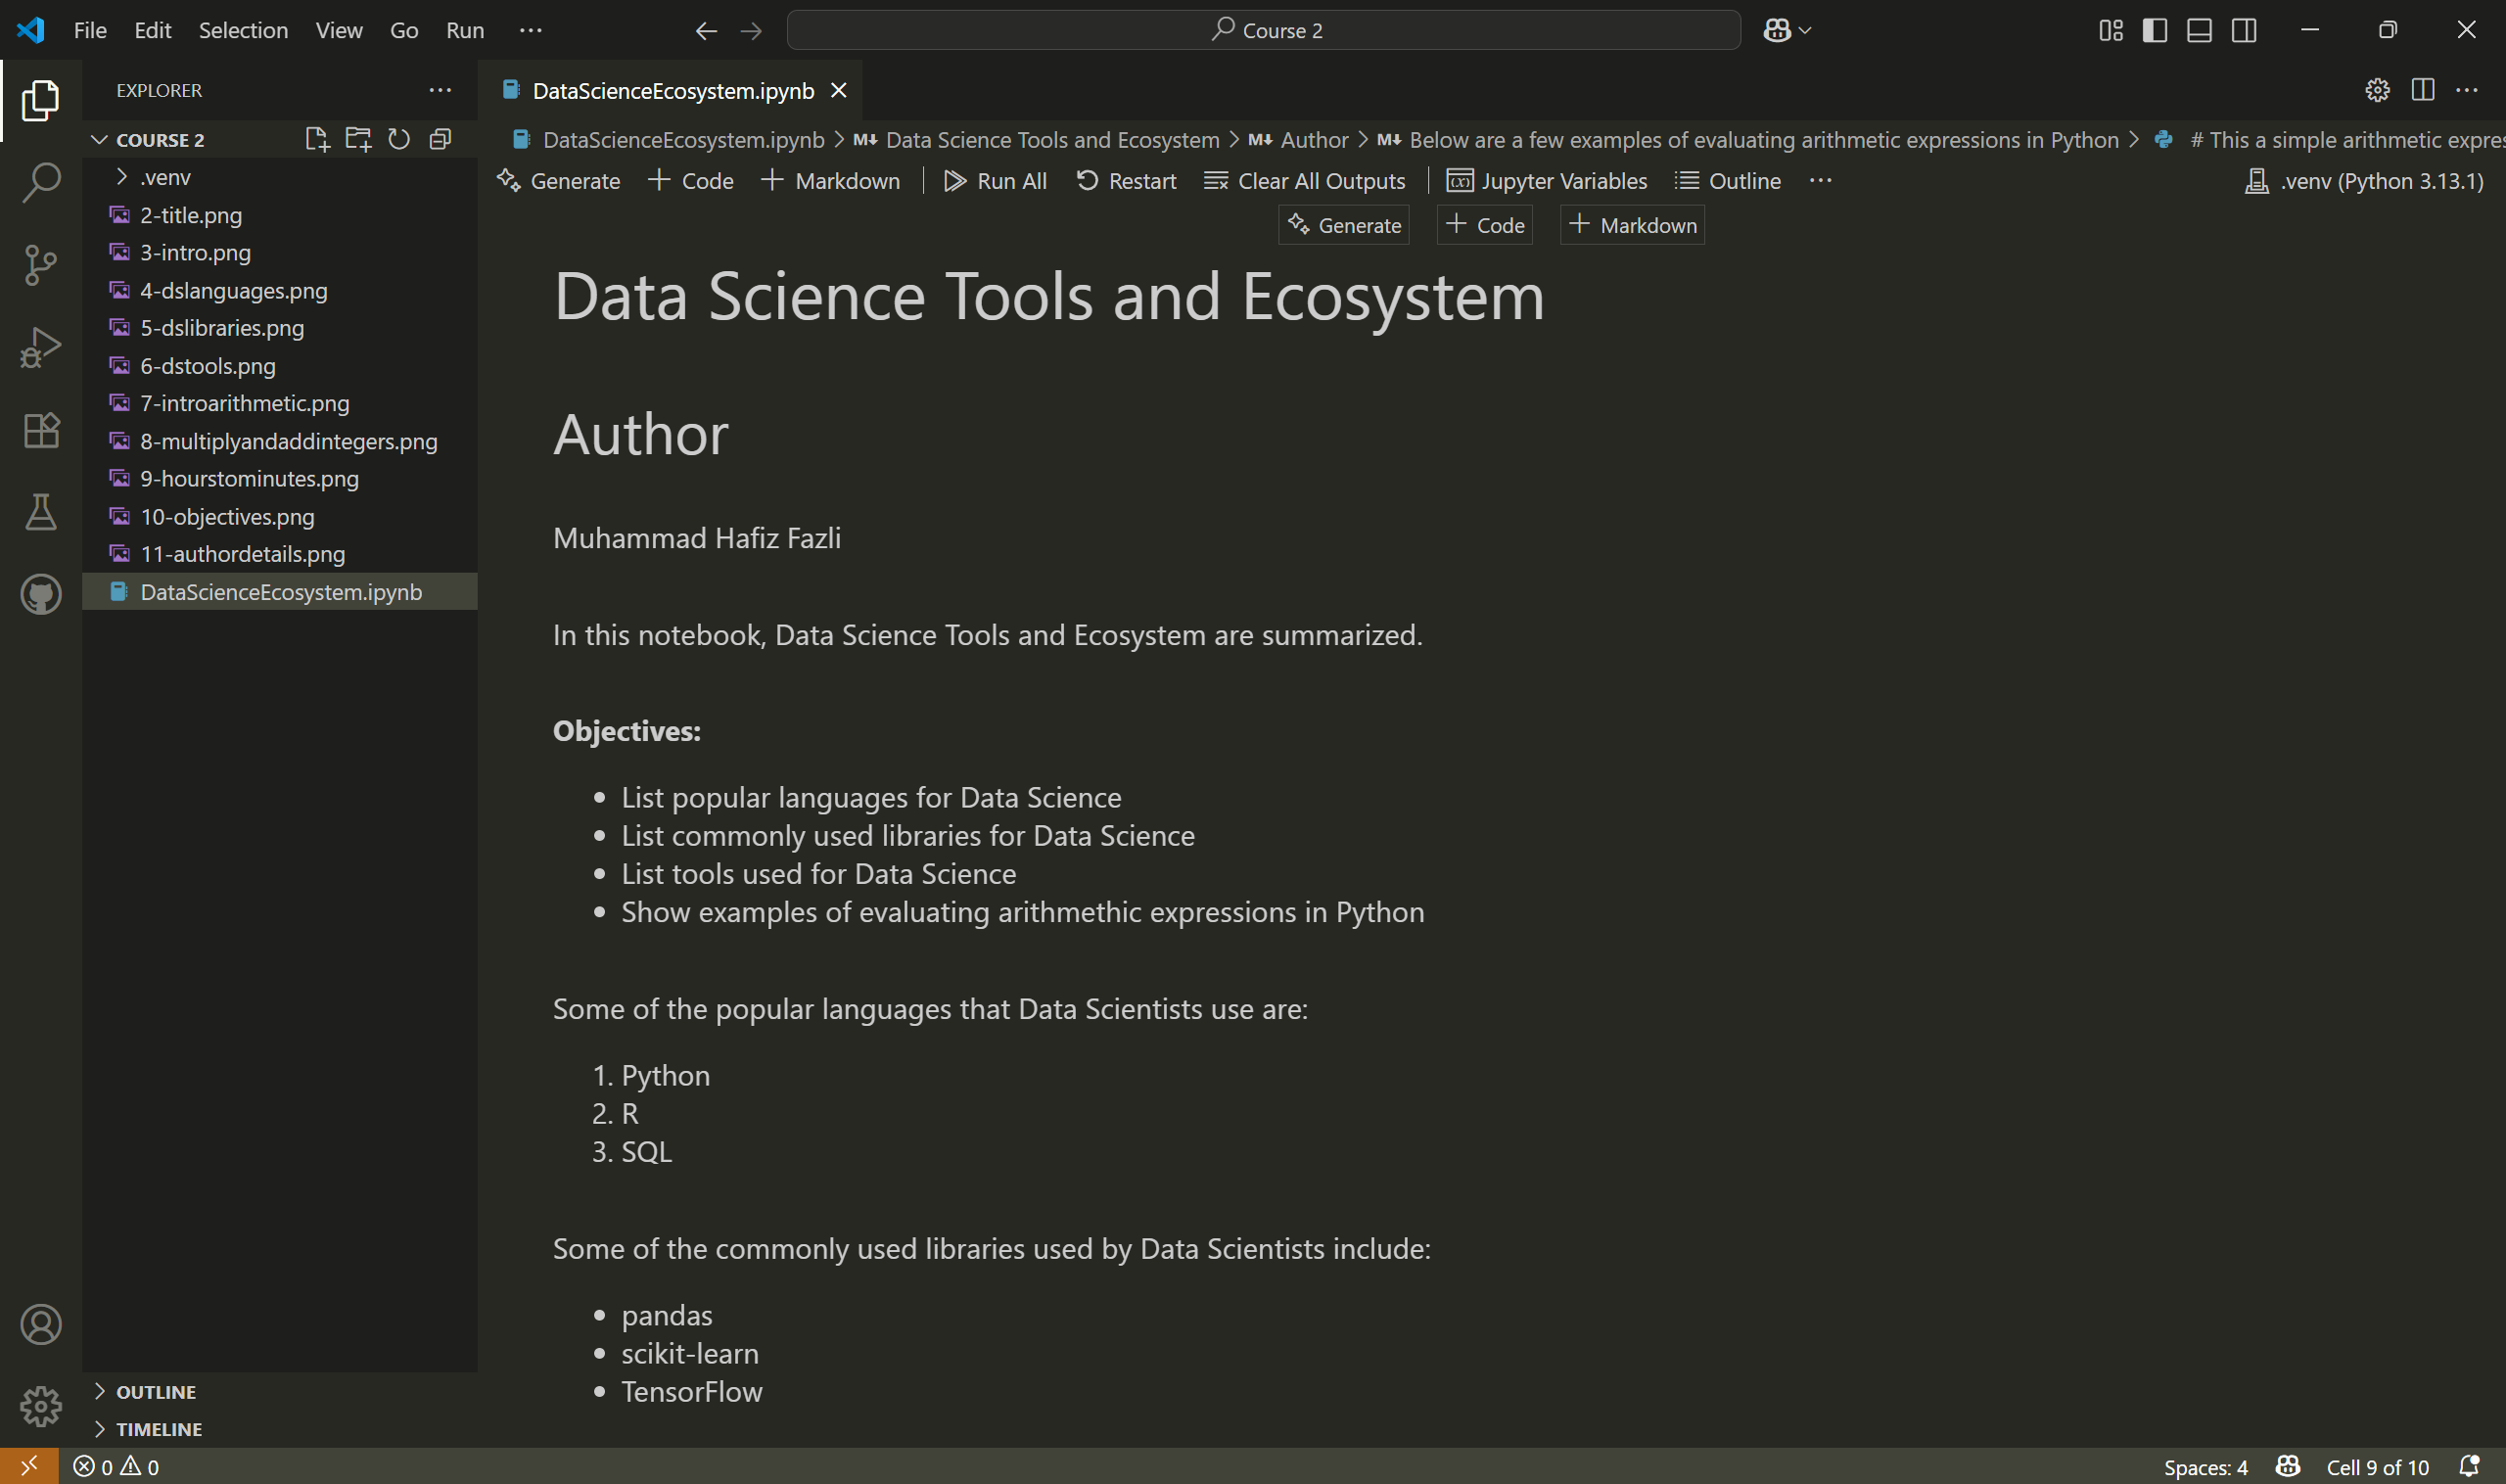 File Edit Selection View Go Run ···
Course 2
EXPLORER
DataScienceEcosystem.ipynb
COURSE 2
DataScienceEcosystem.ipynb > M↓ Data Science Tools and Ecosystem > M↓ Author > M↓ Below are a few examples of evaluating arithmetic expressions in Python > # This a simple arithmetic expres
Generate + Code + Markdown Run All Restart Clear All Outputs Jupyter Variables Outline ··· .venv (Python 3.13.1)
Generate + Code + Markdown
.venv
2-title.png
3-intro.png
4-dslanguages.png
5-dslibraries.png
6-dstools.png
7-introarithmetic.png
8-multiplyandaddintegers.png
9-hourstominutes.png
10-objectives.png
11-authordetails.png
DataScienceEcosystem.ipynb
OUTLINE
TIMELINE
Data Science Tools and Ecosystem
Author
Muhammad Hafiz Fazli
In this notebook, Data Science Tools and Ecosystem are summarized.
Objectives:
• List popular languages for Data Science
• List commonly used libraries for Data Science
• List tools used for Data Science
• Show examples of evaluating arithmethic expressions in Python
Some of the popular languages that Data Scientists use are:
1. Python
2. R
3. SQL
Some of the commonly used libraries used by Data Scientists include:
• pandas
• scikit-learn
• TensorFlow
0 0
Spaces: 4 Cell 9 of 10